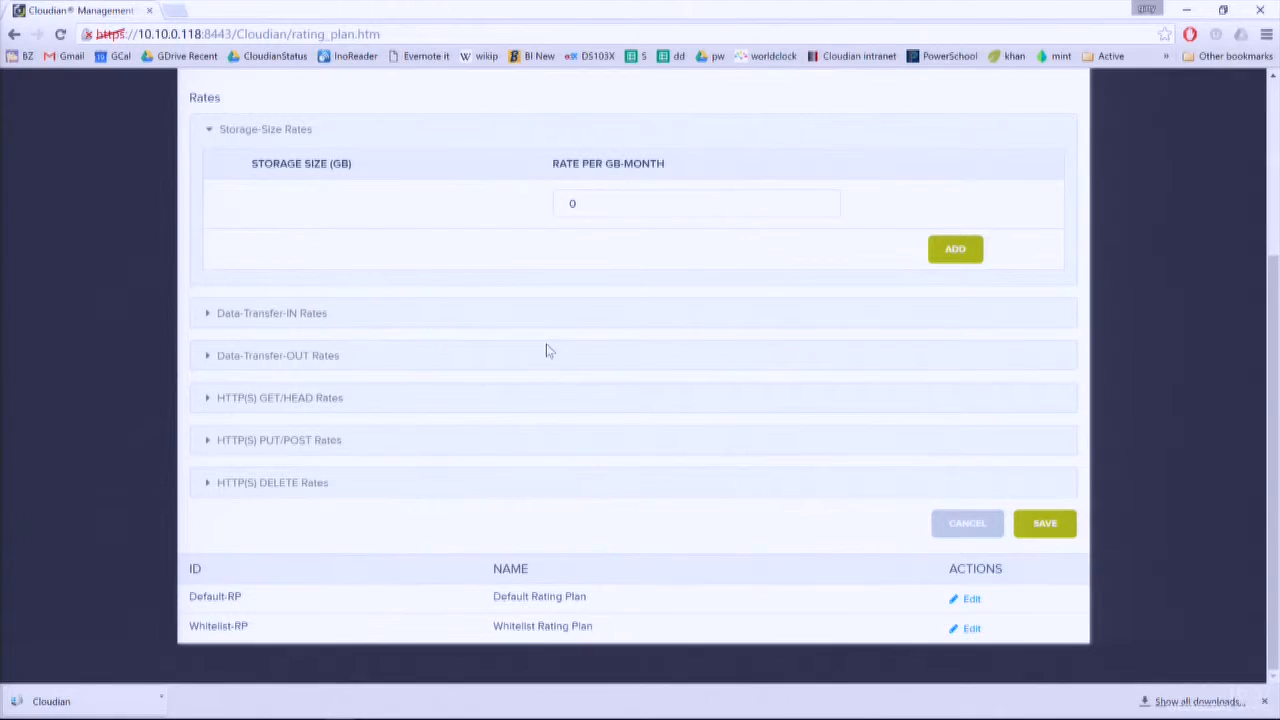 Cloudian® Management
gary
https://10.10.0.118:8443/Cloudian/rating_plan.htm
BZ Gmail GCal GDrive Recent CloudianStatus InoReader Evernote it wikip BI New DS103X S dd pw worldclock Cloudian intranet PowerSchool khan mint Active » Other bookmarks
Rates
Storage-Size Rates
STORAGE SIZE (GB) RATE PER GB-MONTH
0
ADD
Data-Transfer-IN Rates
Data-Transfer-OUT Rates
HTTP(S) GET/HEAD Rates
HTTP(S) PUT/POST Rates
HTTP(S) DELETE Rates
CANCEL SAVE
ID NAME ACTIONS
Default-RP Default Rating Plan Edit
Whitelist-RP Whitelist Rating Plan Edit
Cloudian Show all downloads...